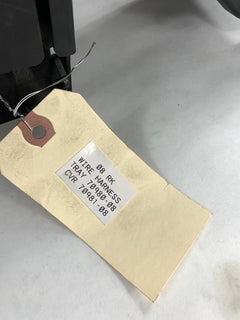 08 RK
WIRE HARNESS
TRAY 70980-08
CVR 70981-08